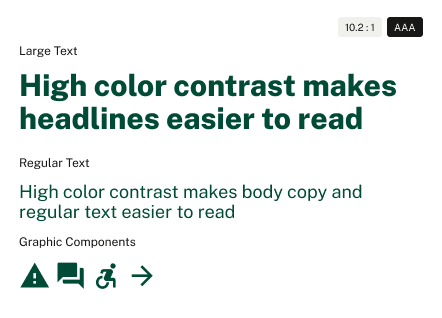 10.2 : 1 AAA
Large Text
High color contrast makes
headlines easier to read
Regular Text
High color contrast makes body copy and
regular text easier to read
Graphic Components